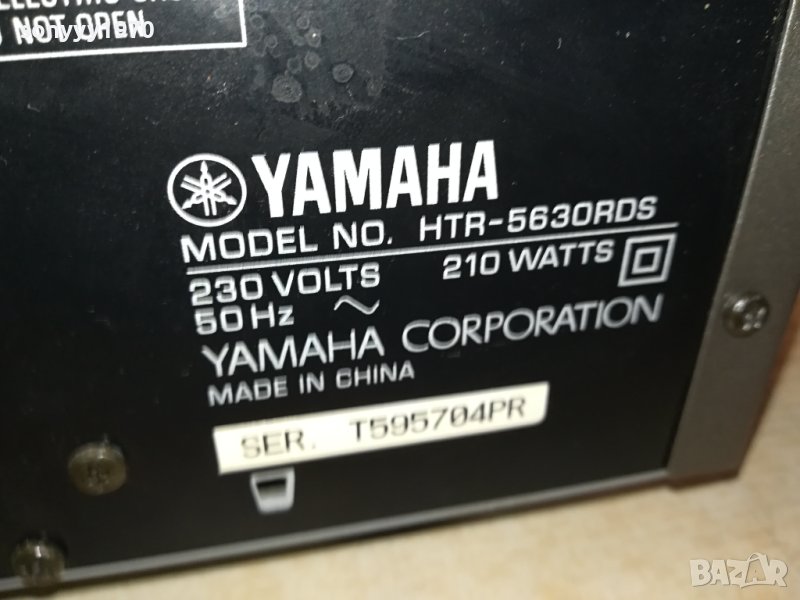 NOT OPEN
YAMAHA
MODEL NO. HTR-5630RDS
230 VOLTS 210 WATTS
50 Hz ~
YAMAHA CORPORATION
MADE IN CHINA
SER. T595704PR
BAZAR